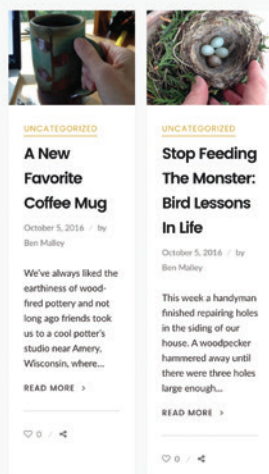 UNCATEGORIZED
A New
Favorite
Coffee Mug
October 5, 2016 / by
Ben Malley
We've always liked the
earthiness of wood-
fired pottery and not
long ago friends took
us to a cool potter's
studio near Amery,
Wisconsin, where...
READ MORE >
0 /
UNCATEGORIZED
Stop Feeding
The Monster:
Bird Lessons
In Life
October 5, 2016 / by
Ben Malley
This week a handyman
finished repairing holes
in the siding of our
house. A woodpecker
hammered away until
there were three holes
large enough...
READ MORE >
0 /